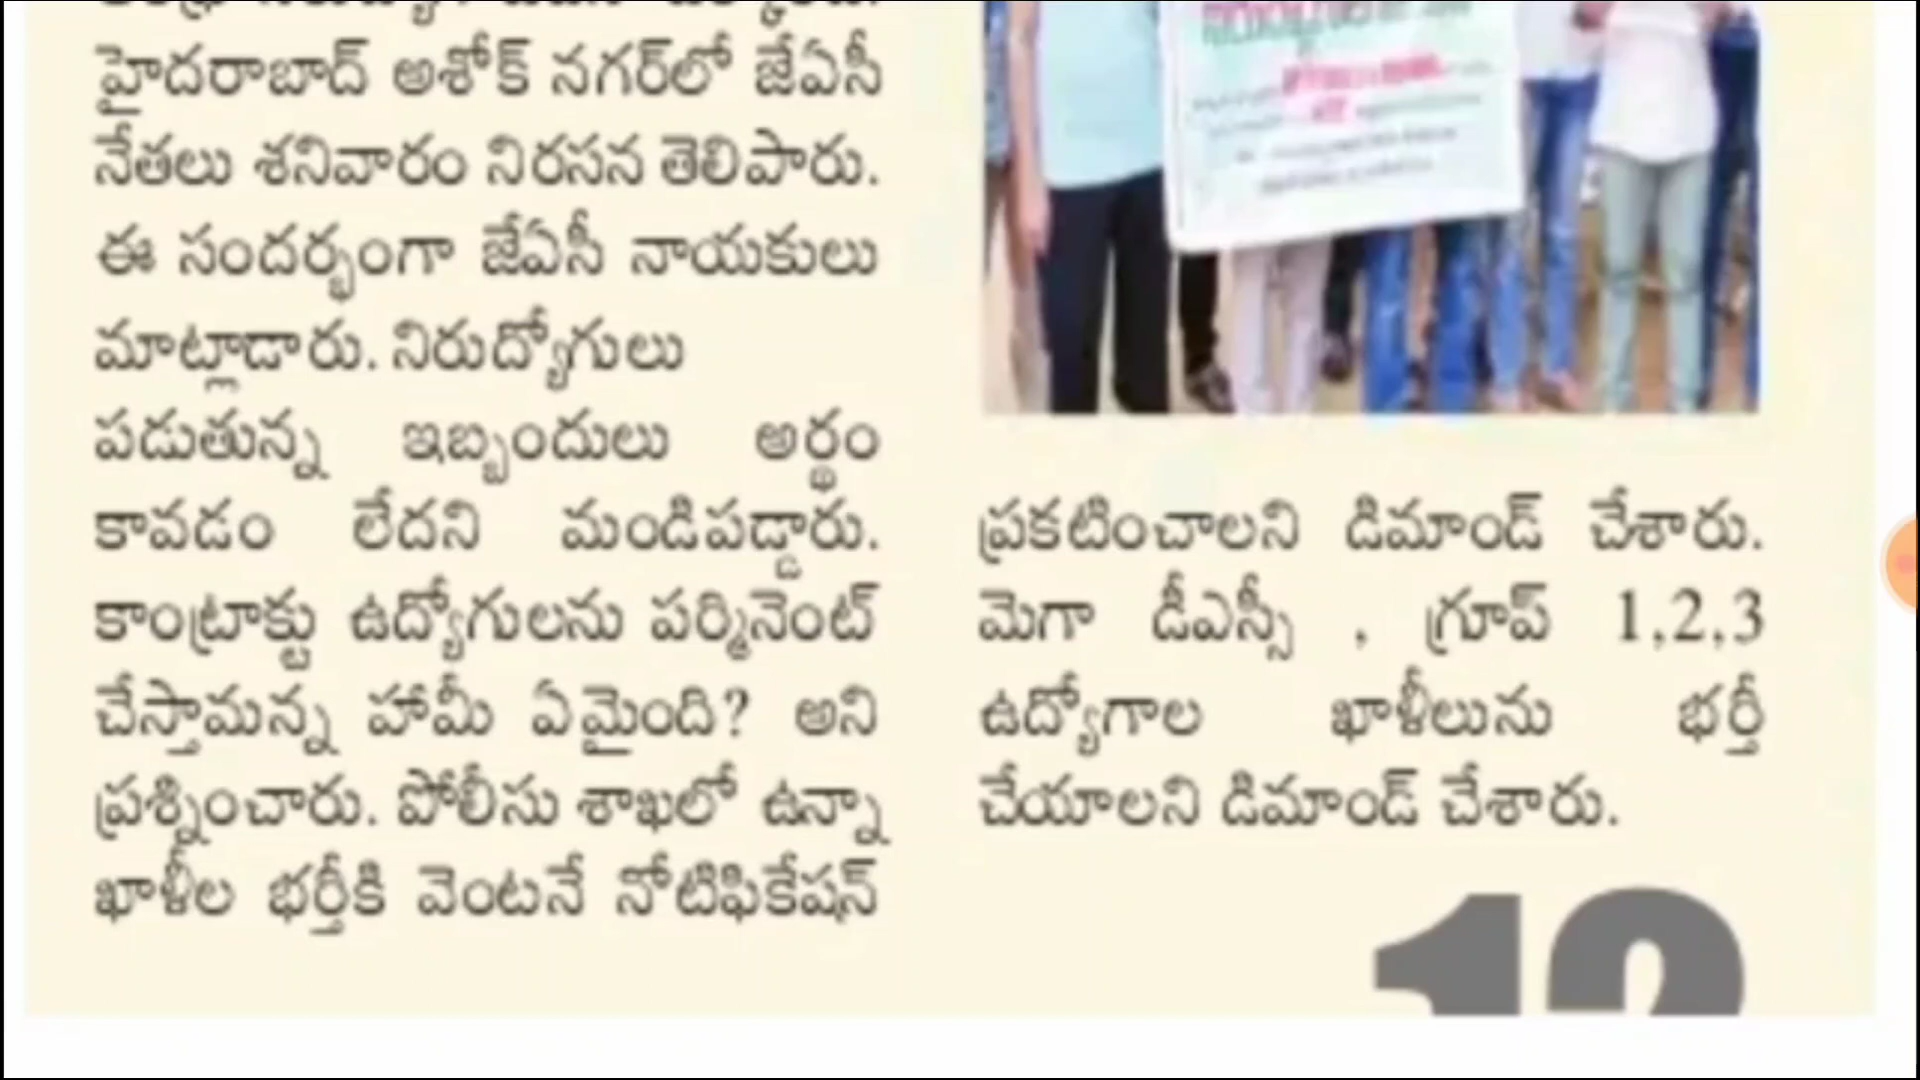 హైదరాబాద్ అశోక్ నగర్‌లో జేఏసీ
నేతలు శనివారం నిరసన తెలిపారు.
ఈ సందర్భంగా జేఏసీ నాయకులు
మాట్లాడారు. నిరుద్యోగులు
పడుతున్న ఇబ్బందులు అర్థం
కావడం లేదని మండిపడ్డారు.
కాంట్రాక్టు ఉద్యోగులను పర్మినెంట్
చేస్తామన్న హామీ ఏమైంది? అని
ప్రశ్నించారు. పోలీసు శాఖలో ఉన్నా
ఖాళీల భర్తీకి వెంటనే నోటిఫికేషన్
ప్రకటించాలని డిమాండ్ చేశారు.
మెగా డీఎస్సీ , గ్రూప్ 1,2,3
ఉద్యోగాల ఖాళీలును భర్తీ
చేయాలని డిమాండ్ చేశారు.